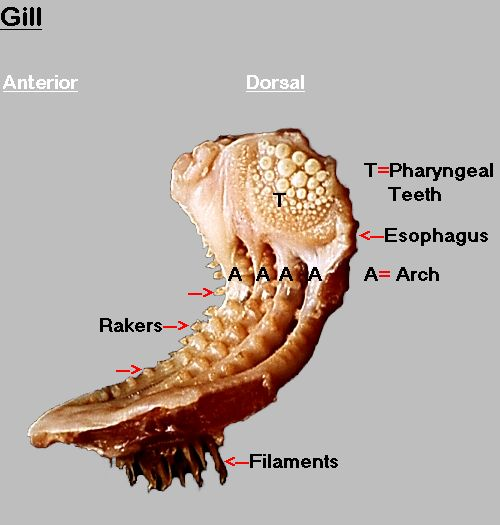 Gill
Anterior
Dorsal
T=Pharyngeal
Teeth
T
Esophagus
A A A A
A= Arch
Rakers
Filaments